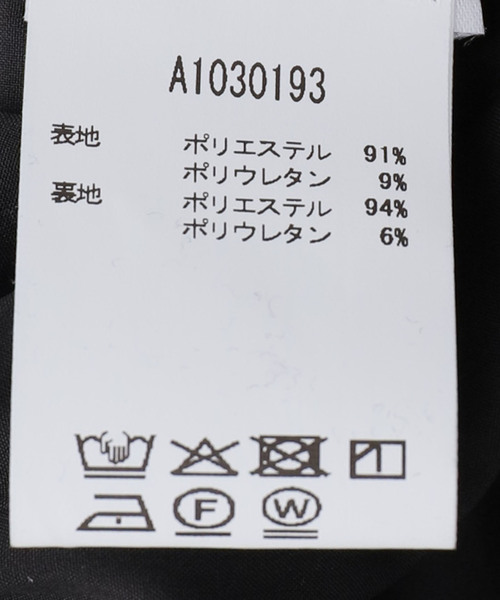 A1030193
表地 ポリエステル 91%
ポリウレタン 9%
裏地 ポリエステル 94%
ポリウレタン 6%
F W